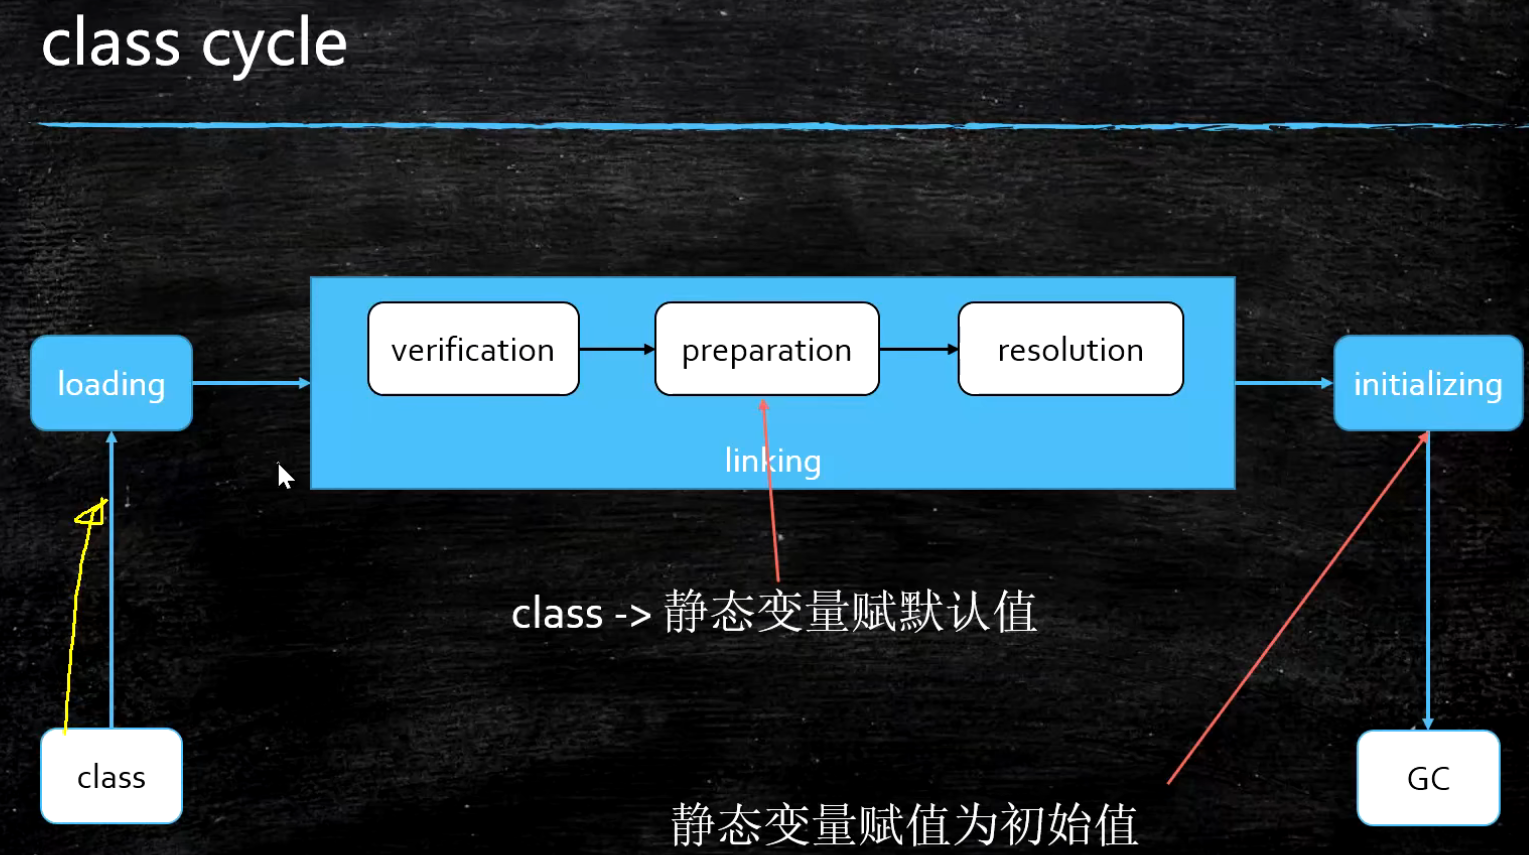 class cycle
verification
preparation
resolution
loading
initializing
linking
class -> 静态变量赋默认值
class
GC
静态变量赋值为初始值